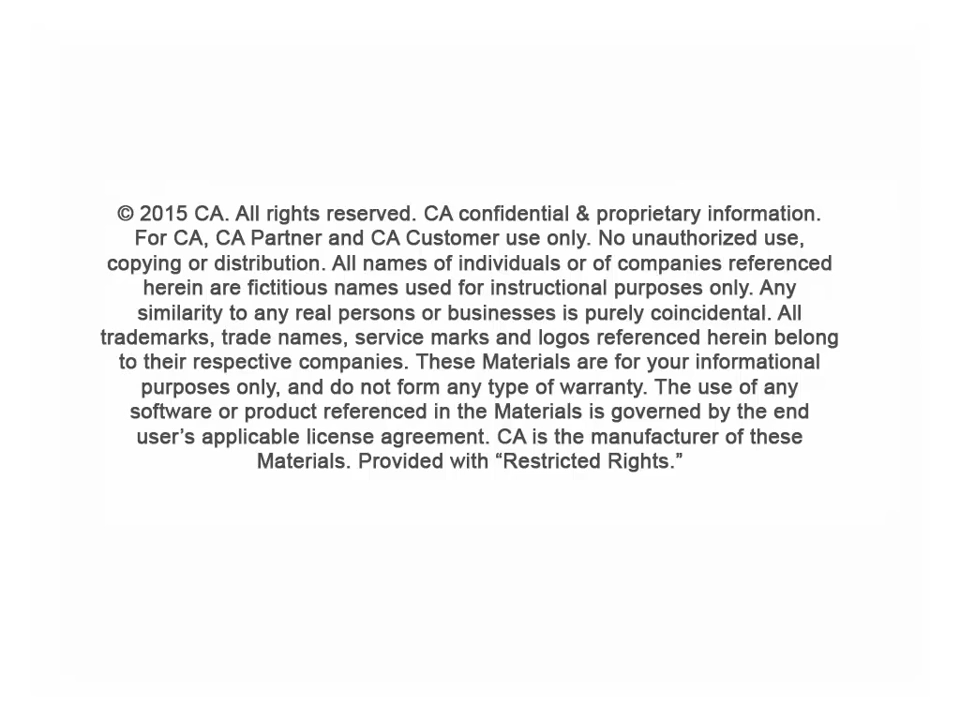 © 2015 CA. All rights reserved. CA confidential & proprietary information.
For CA, CA Partner and CA Customer use only. No unauthorized use,
copying or distribution. All names of individuals or of companies referenced
herein are fictitious names used for instructional purposes only. Any
similarity to any real persons or businesses is purely coincidental. All
trademarks, trade names, service marks and logos referenced herein belong
to their respective companies. These Materials are for your informational
purposes only, and do not form any type of warranty. The use of any
software or product referenced in the Materials is governed by the end
user’s applicable license agreement. CA is the manufacturer of these
Materials. Provided with “Restricted Rights.”